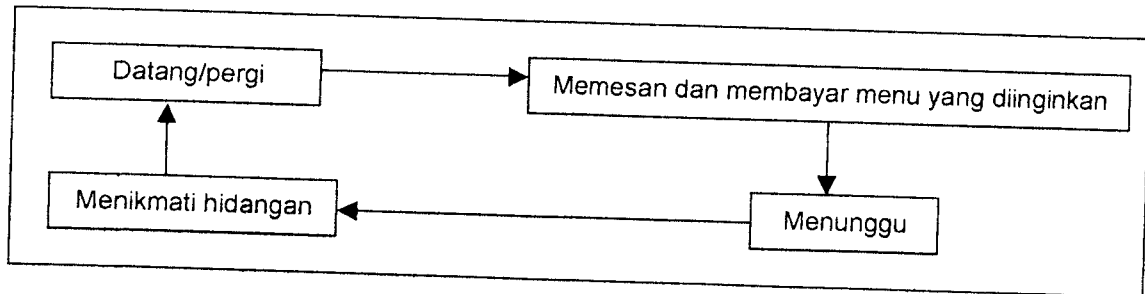 Datang/pergi
Memesan dan membayar menu yang diinginkan
Menikmati hidangan
Menunggu